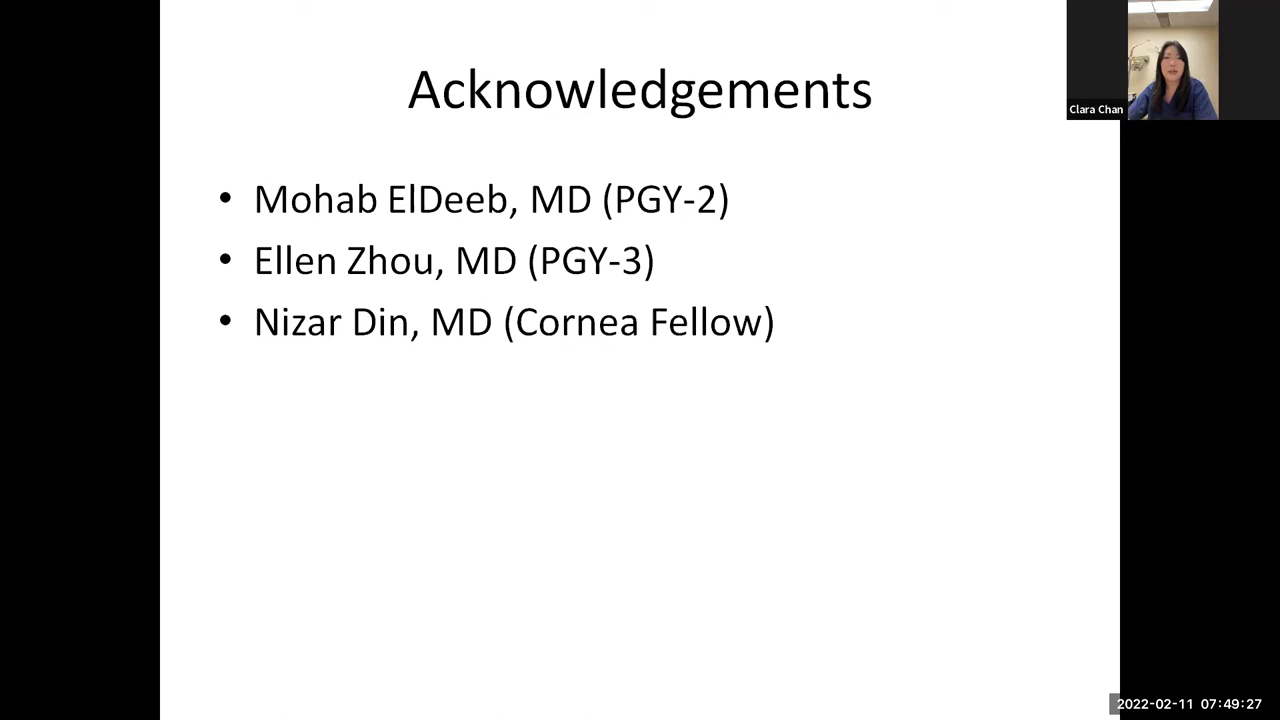 Acknowledgements
Clara Chan
• Mohab ElDeeb, MD (PGY-2)
• Ellen Zhou, MD (PGY-3)
• Nizar Din, MD (Cornea Fellow)
2022-02-11 07:49:27